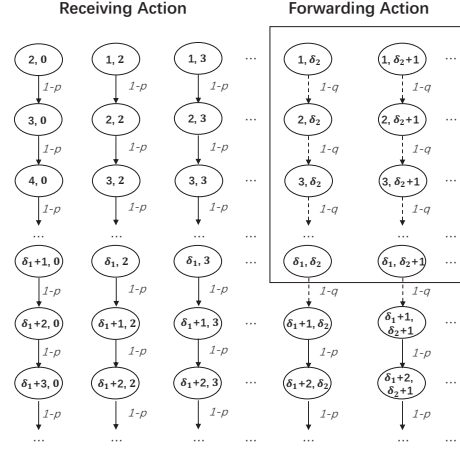 Receiving Action Forwarding Action
2, 0 1, 2 1, 3 ... 1, δ₂ 1, δ₂+1 ...
1-p 1-p 1-p 1-q 1-q
3, 0 2, 2 2, 3 ... 2, δ₂ 2, δ₂+1 ...
1-p 1-p 1-p 1-q 1-q
4, 0 3, 2 3, 3 ... 3, δ₂ 3, δ₂+1 ...
1-p 1-p 1-p 1-q 1-q
... ... ... ... ...
δ₁+1, 0 δ₁, 2 δ₁, 3 ... δ₁, δ₂ δ₁, δ₂+1 ...
1-p 1-p 1-p 1-q 1-q
δ₁+2, 0 δ₁+1, 2 δ₁+1, 3 ... δ₁+1, δ₂ δ₁+1, δ₂+1 ...
1-p 1-p 1-p 1-p 1-p
δ₁+3, 0 δ₁+2, 2 δ₁+2, 3 ... δ₁+2, δ₂ δ₁+2, δ₂+1 ...
1-p 1-p 1-p 1-p 1-p
... ... ... ... ...